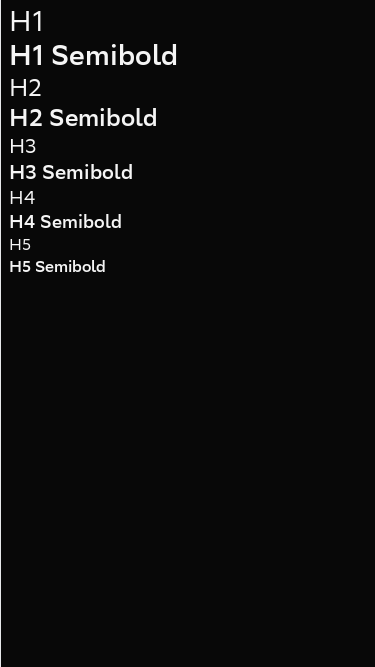 H1
H1 Semibold
H2
H2 Semibold
H3
H3 Semibold
H4
H4 Semibold
H5
H5 Semibold